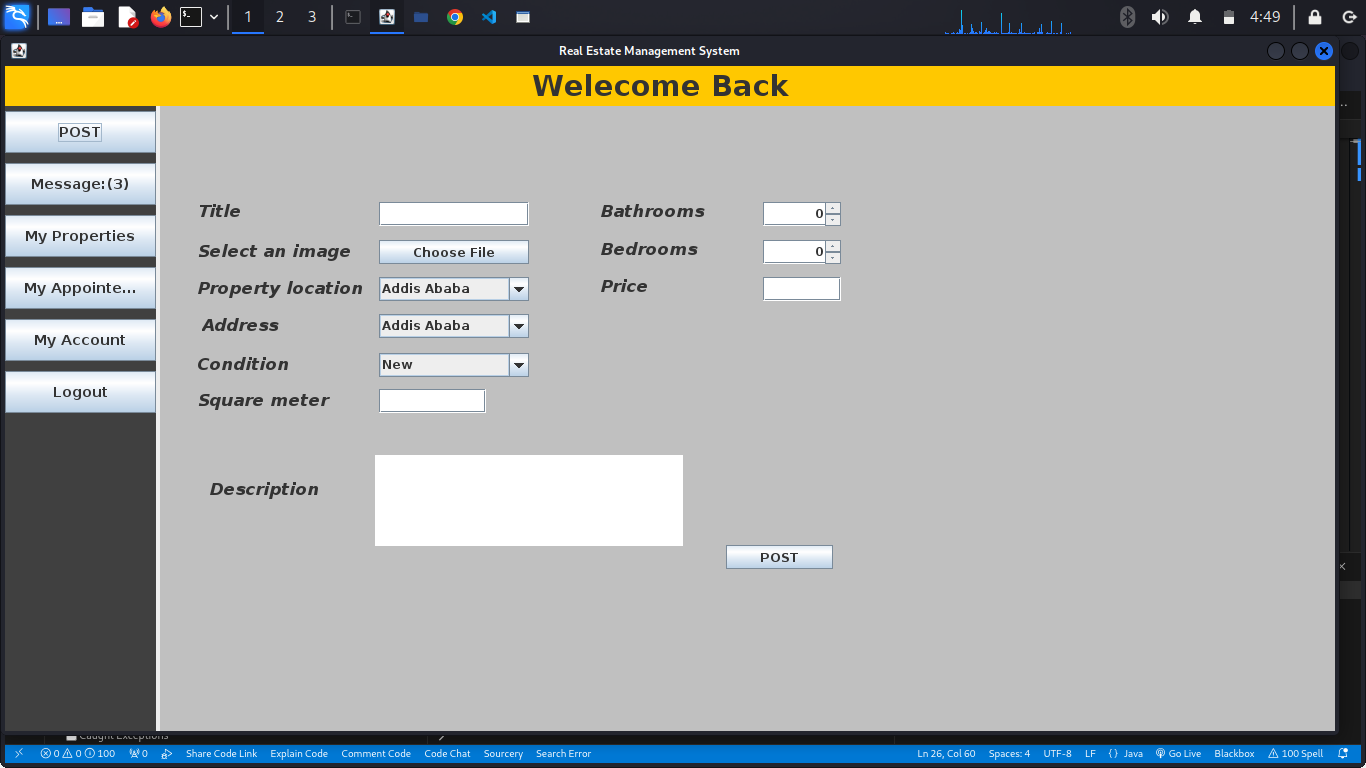 1 2 3 4:49
Real Estate Management System
Welecome Back
POST
Message:(3)
My Properties
My Appointe...
My Account
Logout
Title
Select an image Choose File
Property location Addis Ababa
Address Addis Ababa
Condition New
Square meter
Bathrooms 0
Bedrooms 0
Price
Description
POST
Caught Exceptions
0 0 100 0 Share Code Link Explain Code Comment Code Code Chat Sourcery Search Error Ln 26, Col 60 Spaces: 4 UTF-8 LF {} Java Go Live Blackbox 100 Spell